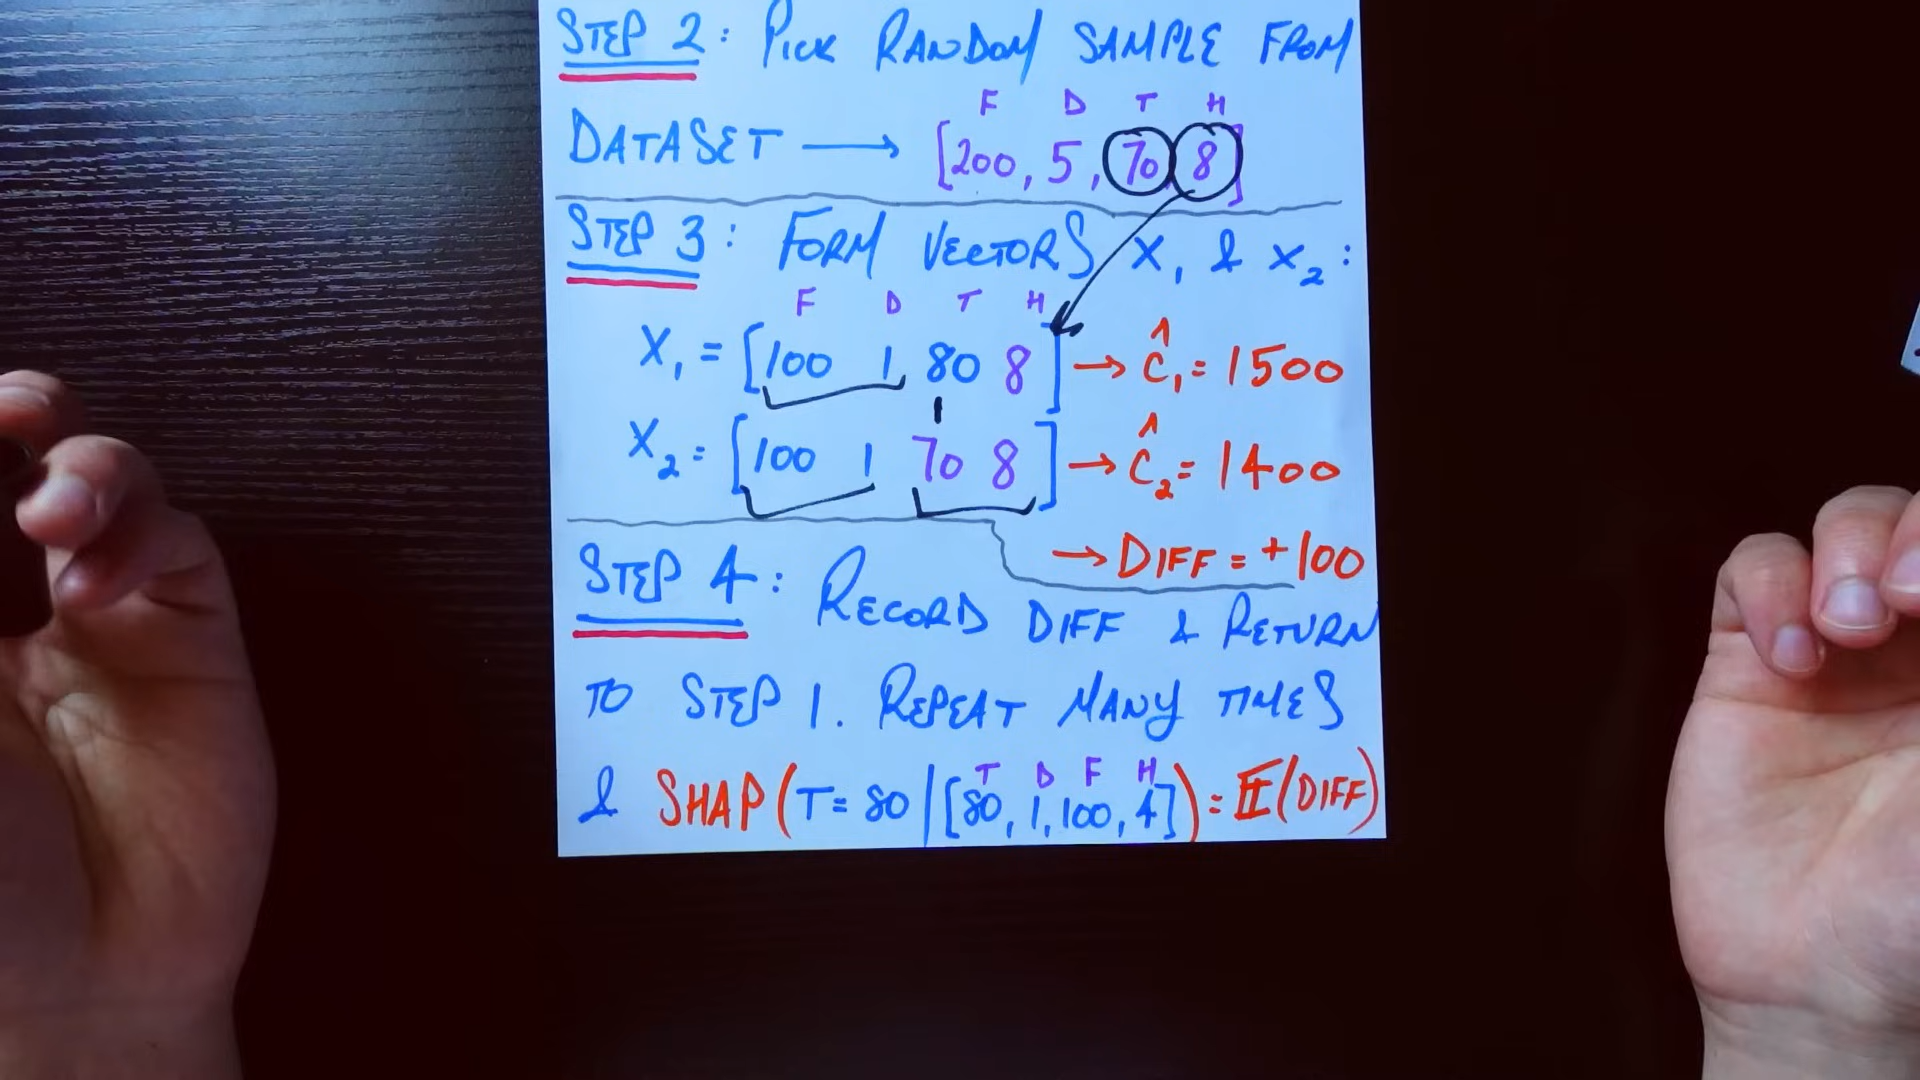 STEP 2: PICK RANDOM SAMPLE FROM
F D T H
DATASET → [200, 5, 70, 8]
STEP 3: FORM VECTORS X₁ & X₂:
F D T H
X₁ = [100 1 80 8] → Ĉ₁ = 1500
X₂ = [100 1 70 8] → Ĉ₂ = 1400
→ DIFF = +100
STEP 4: RECORD DIFF & RETURN
TO STEP 1. REPEAT MANY TIMES
T D F H
& SHAP(T=80|[80,1,100,4]) = E(DIFF)